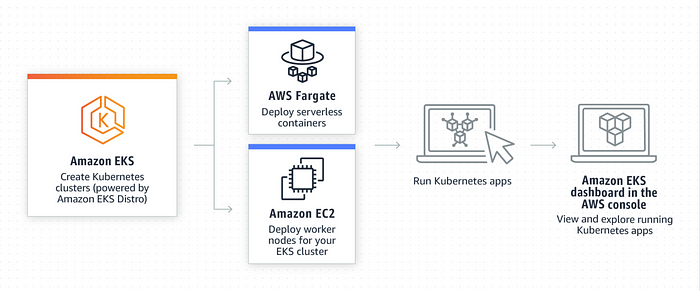 K
Amazon EKS
Create Kubernetes
clusters (powered by
Amazon EKS Distro)
AWS Fargate
Deploy serverless
containers
Amazon EC2
Deploy worker
nodes for your
EKS cluster
Run Kubernetes apps
Amazon EKS
dashboard in the
AWS console
View and explore running
Kubernetes apps